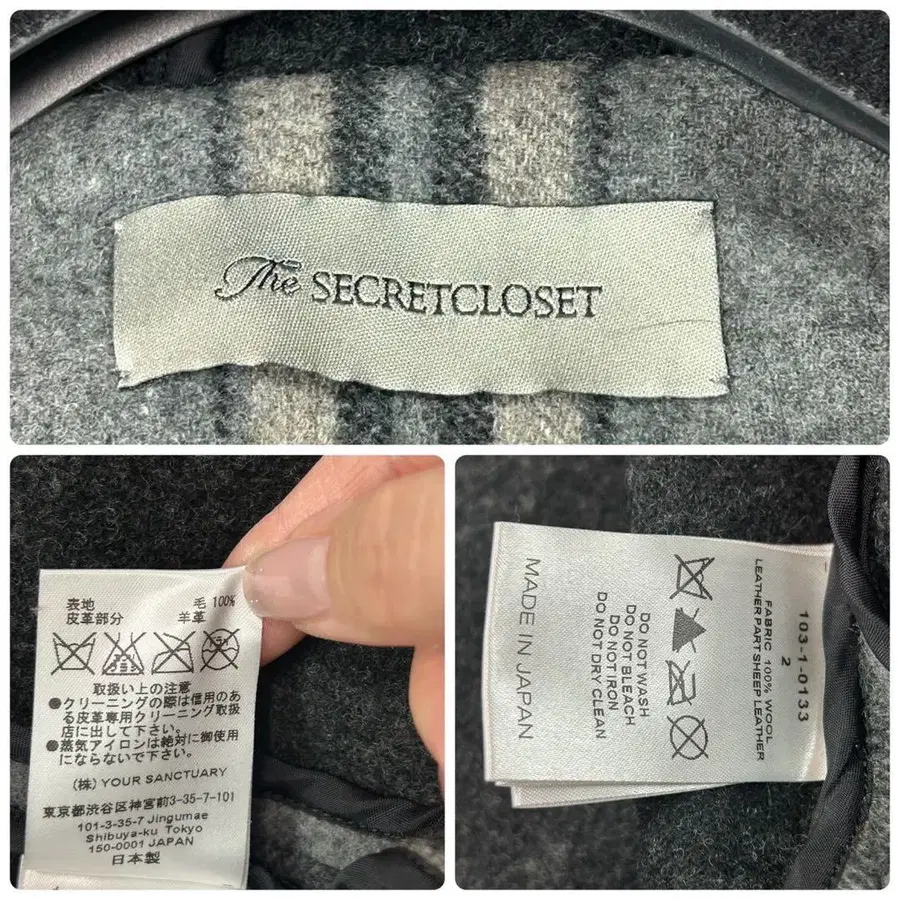 The SECRETCLOSET
表地 毛 100%
皮革部分 羊革
取扱い上の注意
●クリーニングの際は信用のあ
る皮革専用クリーニング取扱
店に出して下さい。
●蒸気アイロンは絶対に御使用
にならないで下さい。
(株) YOUR SANCTUARY
東京都渋谷区神宮前3-35-7-101
101-3-35-7 Jingumae
Shibuya-ku Tokyo
150-0001 JAPAN
日本製
103-1-0133
2
FABRIC 100% WOOL
LEATHER PART SHEEP LEATHER
DO NOT WASH
DO NOT BLEACH
DO NOT IRON
DO NOT DRY CLEAN
MADE IN JAPAN